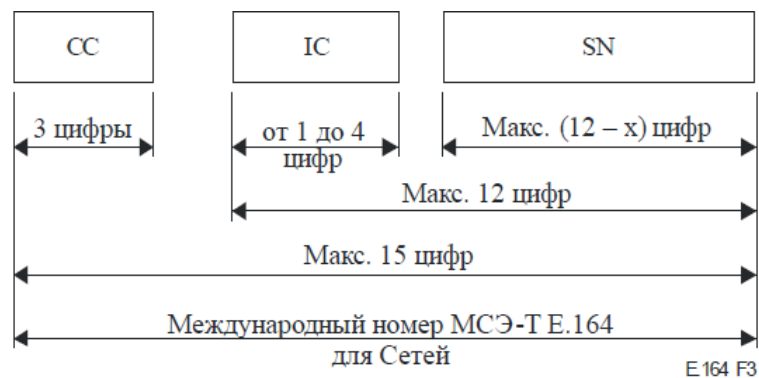 CC IC SN
3 цифры от 1 до 4 Макс. (12 – x) цифр
цифр
Макс. 12 цифр
Макс. 15 цифр
Международный номер МСЭ-Т Е.164
для Сетей
E.164 F3